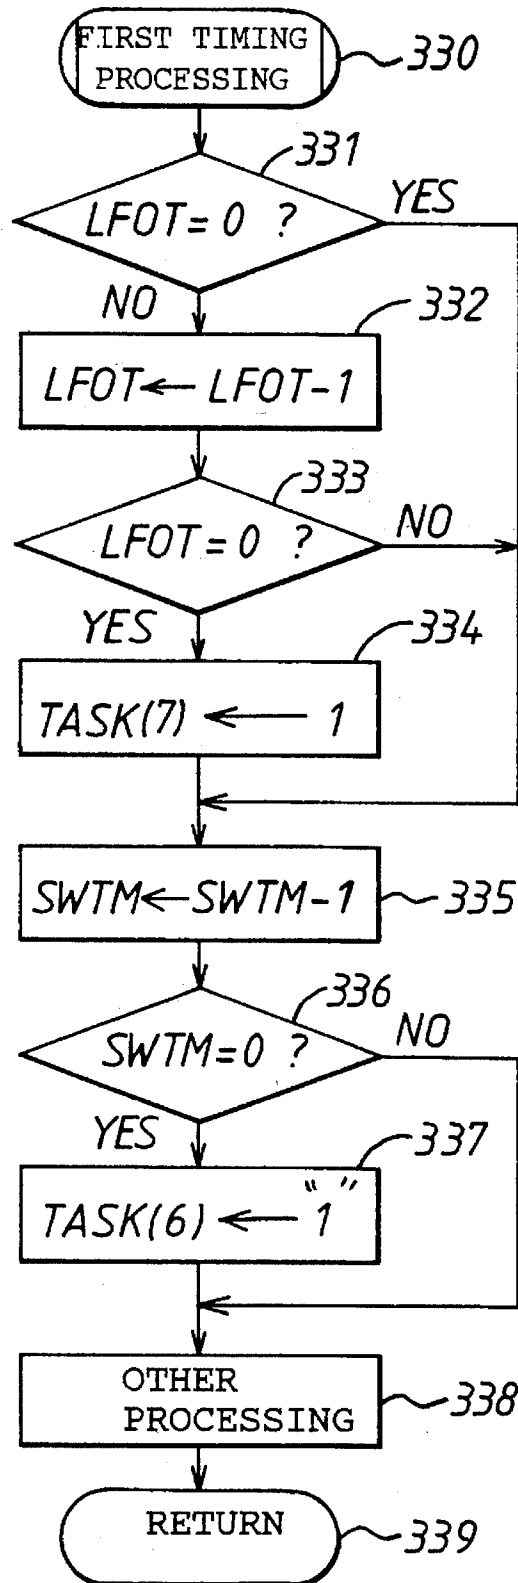 FIRST TIMING
PROCESSING
330
331
LFOT=0 ?
YES
NO
332
LFOT←LFOT-1
333
LFOT=0 ?
NO
YES
334
TASK(7) ← 1
SWTM←SWTM-1
335
336
SWTM=0 ?
NO
YES
337
TASK(6) ← "1"
OTHER
PROCESSING
338
RETURN
339